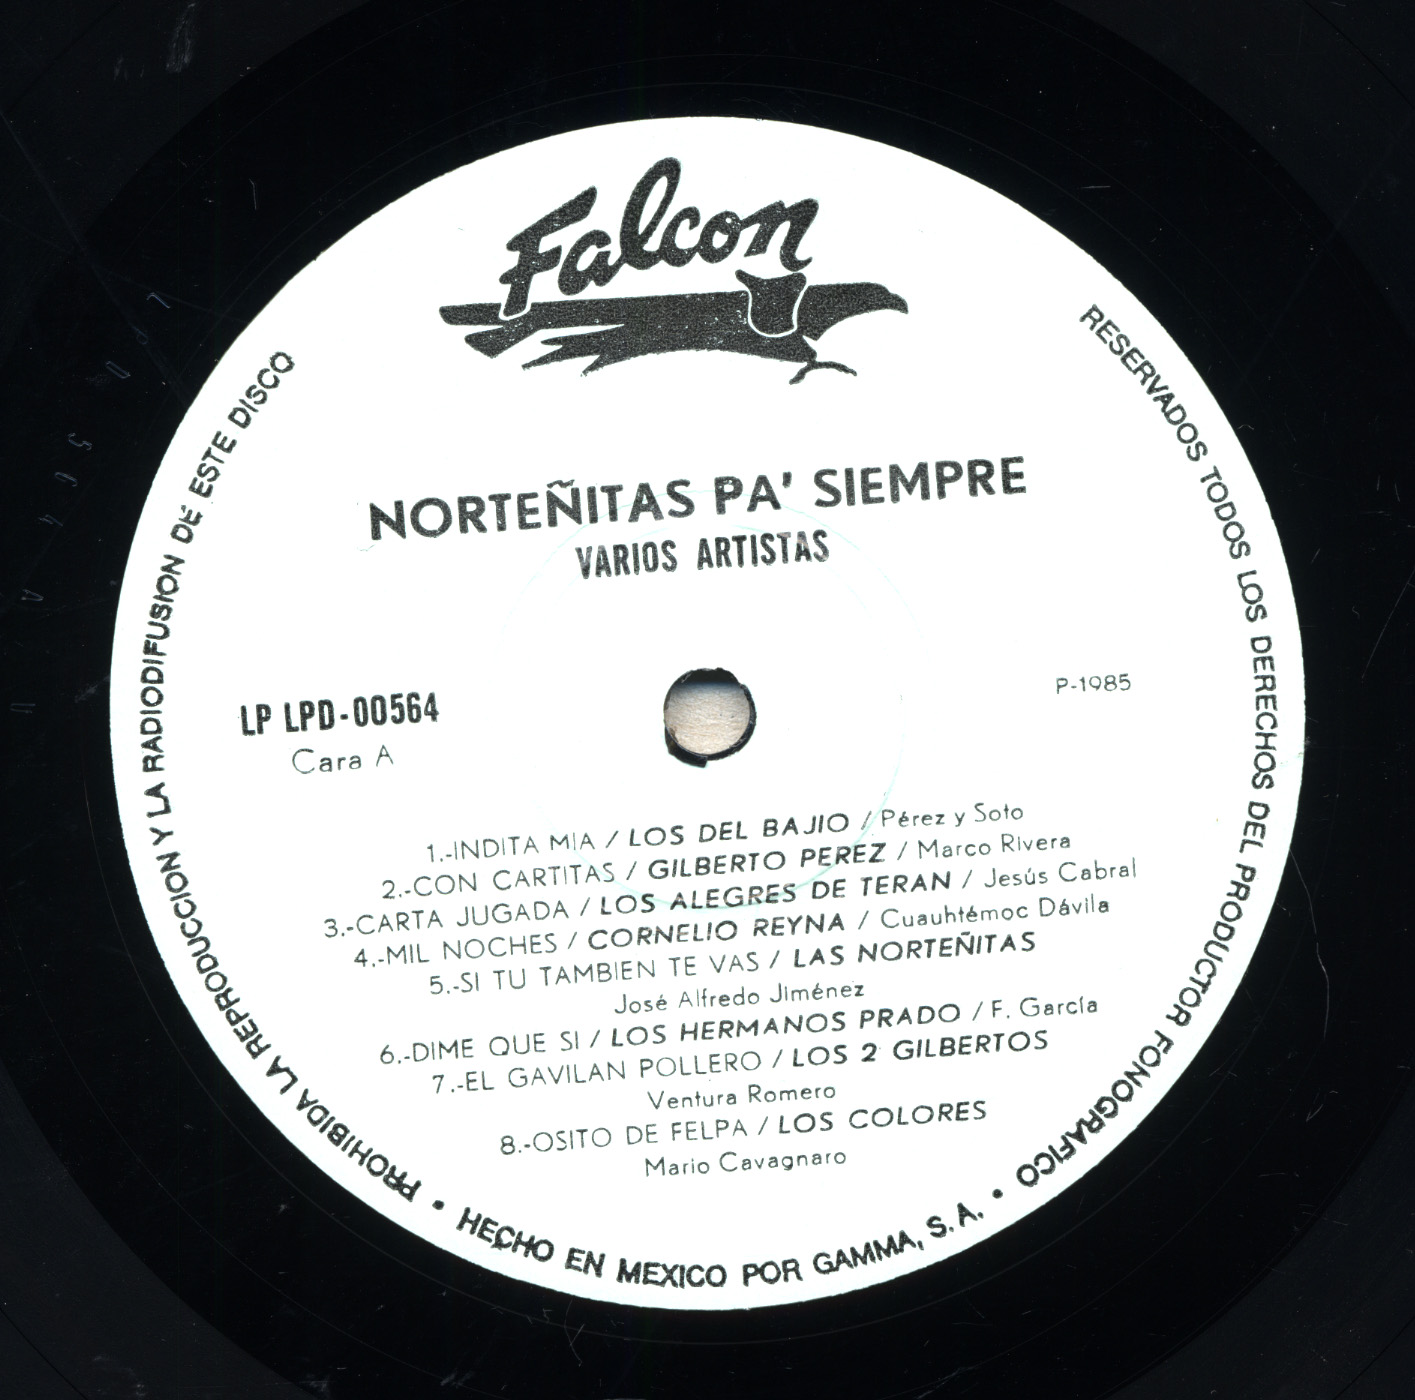 Falcon
NORTEÑITAS PA' SIEMPRE
VARIOS ARTISTAS
LP LPD-00564
Cara A
P-1985
1.-INDITA MIA / LOS DEL BAJIO / Pérez y Soto
2.-CON CARTITAS / GILBERTO PEREZ / Marco Rivera
3.-CARTA JUGADA / LOS ALEGRES DE TERAN / Jesús Cabral
4.-MIL NOCHES / CORNELIO REYNA / Cuauhtémoc Dávila
5.-SI TU TAMBIEN TE VAS / LAS NORTEÑITAS
José Alfredo Jiménez
6.-DIME QUE SI / LOS HERMANOS PRADO / F. García
7.-EL GAVILAN POLLERO / LOS 2 GILBERTOS
Ventura Romero
8.-OSITO DE FELPA / LOS COLORES
Mario Cavagnaro
RESERVADOS TODOS LOS DERECHOS DEL PRODUCTOR FONOGRAFICO • HECHO EN MEXICO POR GAMMA, S.A. • PROHIBIDA LA REPRODUCCION Y LA RADIODIFUSION DE ESTE DISCO